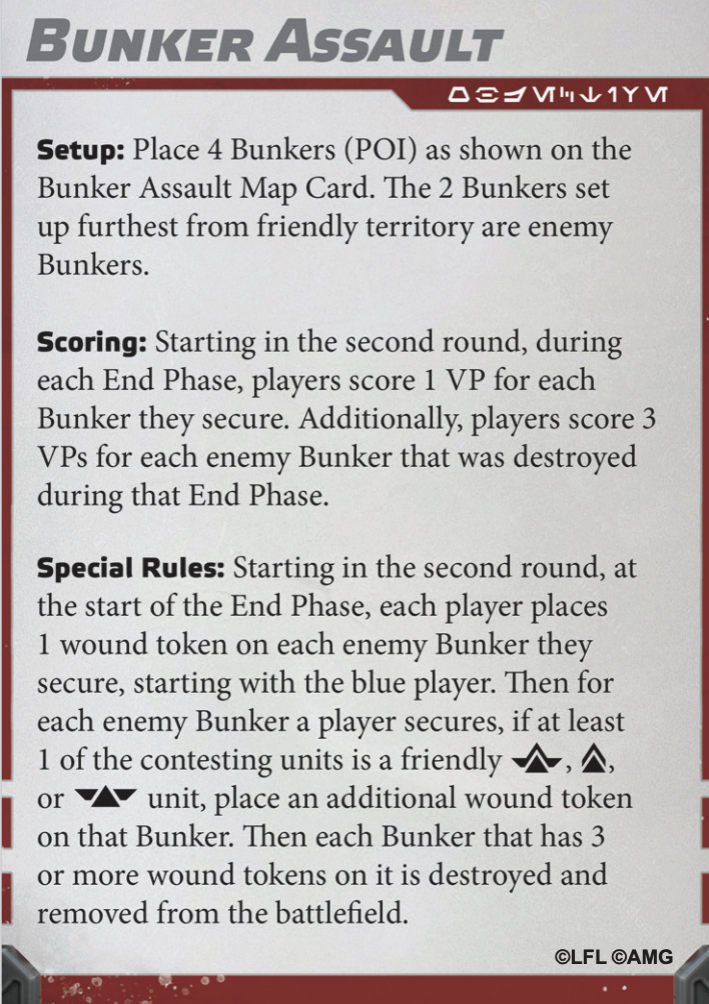 BUNKER ASSAULT
Setup: Place 4 Bunkers (POI) as shown on the
Bunker Assault Map Card. The 2 Bunkers set
up furthest from friendly territory are enemy
Bunkers.
Scoring: Starting in the second round, during
each End Phase, players score 1 VP for each
Bunker they secure. Additionally, players score 3
VPs for each enemy Bunker that was destroyed
during that End Phase.
Special Rules: Starting in the second round, at
the start of the End Phase, each player places
1 wound token on each enemy Bunker they
secure, starting with the blue player. Then for
each enemy Bunker a player secures, if at least
1 of the contesting units is a friendly , ,
or unit, place an additional wound token
on that Bunker. Then each Bunker that has 3
or more wound tokens on it is destroyed and
removed from the battlefield.
©LFL ©AMG